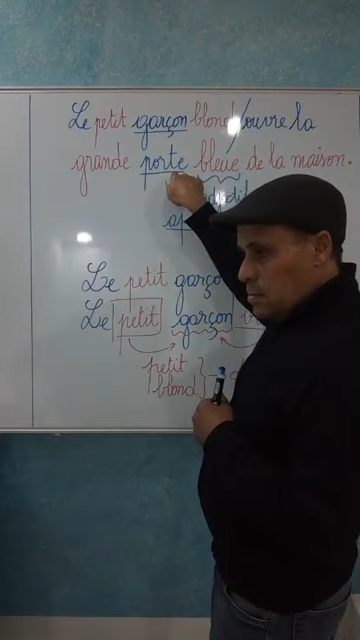 Le petit garçon blond / ouvre la
grande porte bleue de la maison.
Le petit
Le petit garçon
petit
blond